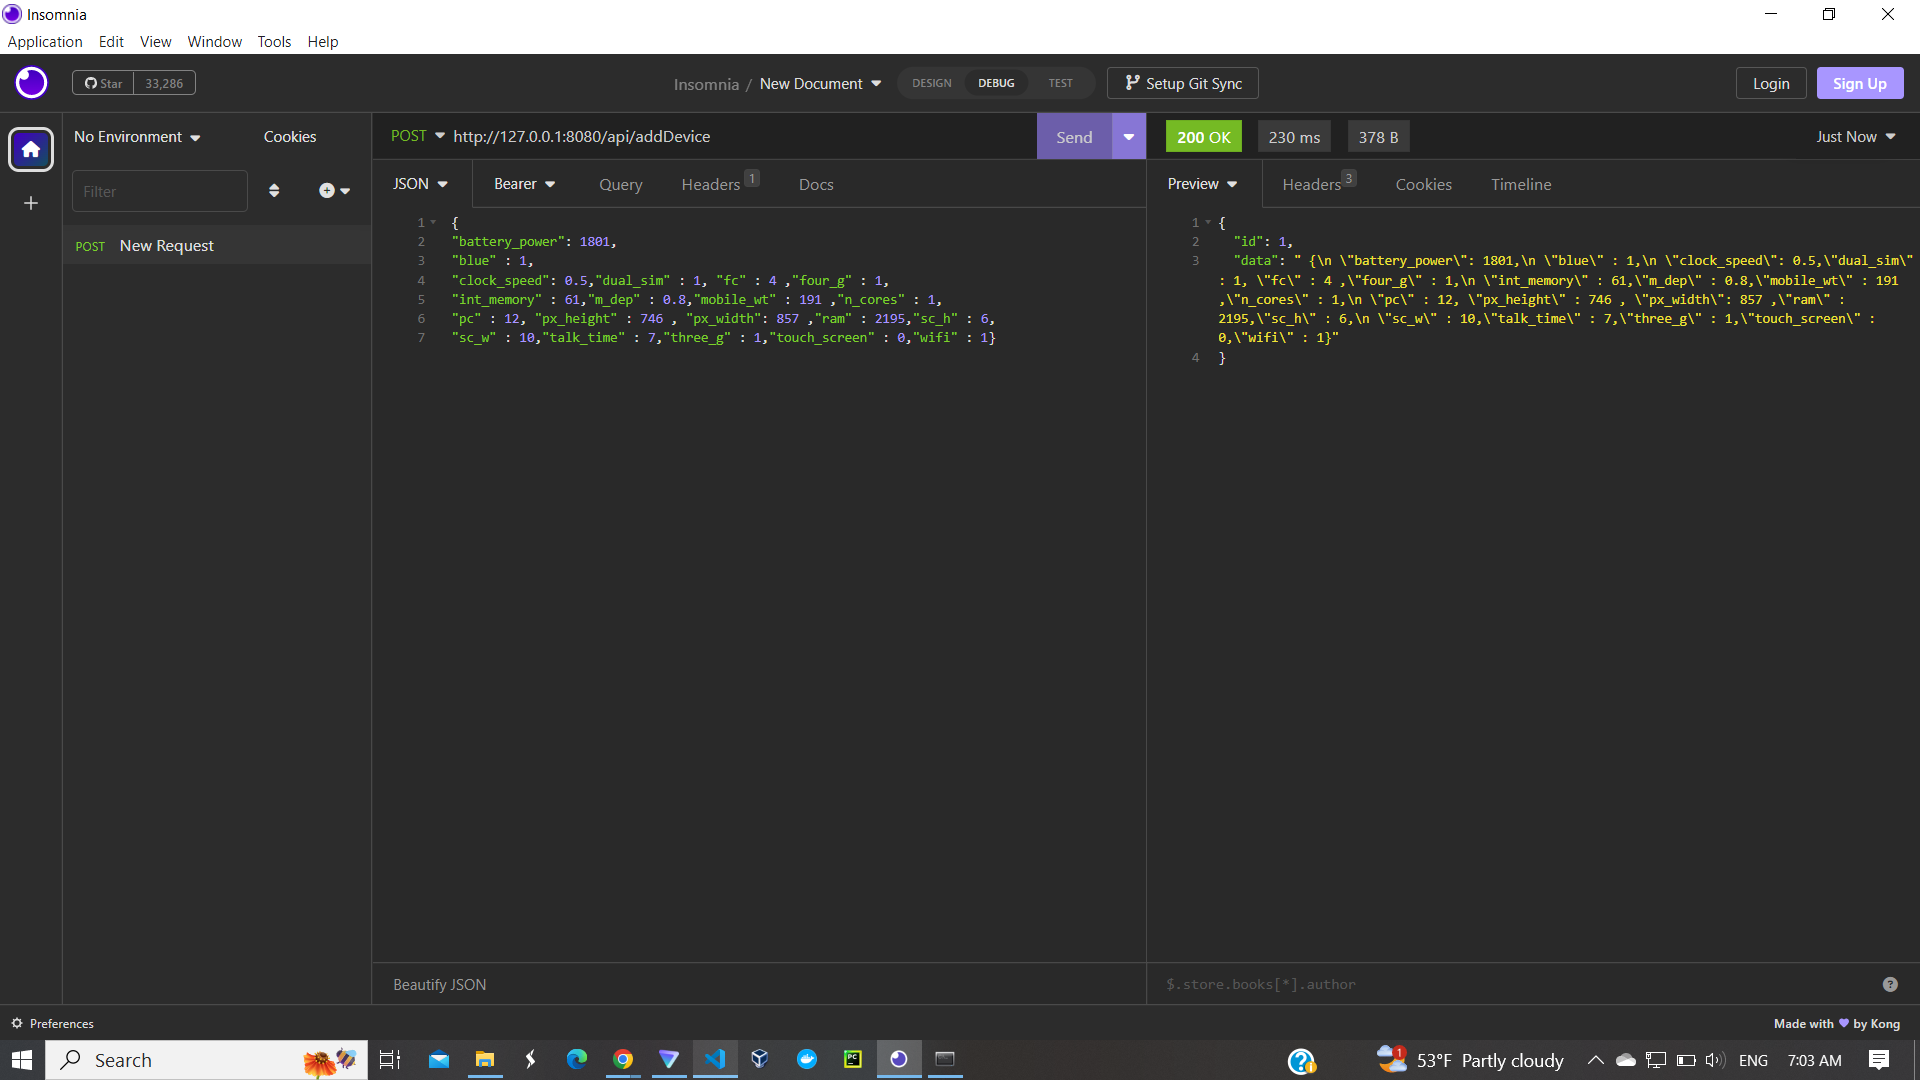 Insomnia
Application Edit View Window Tools Help
Star 33,286
Insomnia / New Document
DESIGN DEBUG TEST
Setup Git Sync
Login
Sign Up
No Environment
Cookies
Filter
POST New Request
POST http://127.0.0.1:8080/api/addDevice
Send
JSON Bearer Query Headers 1 Docs
1 {
2 "battery_power": 1801,
3 "blue" : 1,
4 "clock_speed": 0.5,"dual_sim" : 1, "fc" : 4 ,"four_g" : 1,
5 "int_memory" : 61,"m_dep" : 0.8,"mobile_wt" : 191 ,"n_cores" : 1,
6 "pc" : 12, "px_height" : 746 , "px_width": 857 ,"ram" : 2195,"sc_h" : 6,
7 "sc_w" : 10,"talk_time" : 7,"three_g" : 1,"touch_screen" : 0,"wifi" : 1}
Beautify JSON
200 OK 230 ms 378 B
Just Now
Preview Headers 3 Cookies Timeline
1 {
2 "id": 1,
3 "data": " {\n \"battery_power\": 1801,\n \"blue\" : 1,\n \"clock_speed\": 0.5,\"dual_sim\"
: 1, \"fc\" : 4 ,\"four_g\" : 1,\n \"int_memory\" : 61,\"m_dep\" : 0.8,\"mobile_wt\" : 191
,\"n_cores\" : 1,\n \"pc\" : 12, \"px_height\" : 746 , \"px_width\": 857 ,\"ram\" :
2195,\"sc_h\" : 6,\n \"sc_w\" : 10,\"talk_time\" : 7,\"three_g\" : 1,\"touch_screen\" :
0,\"wifi\" : 1}"
4 }
$.store.books[*].author
Preferences
Made with by Kong
Search
1 53°F Partly cloudy
ENG
7:03 AM